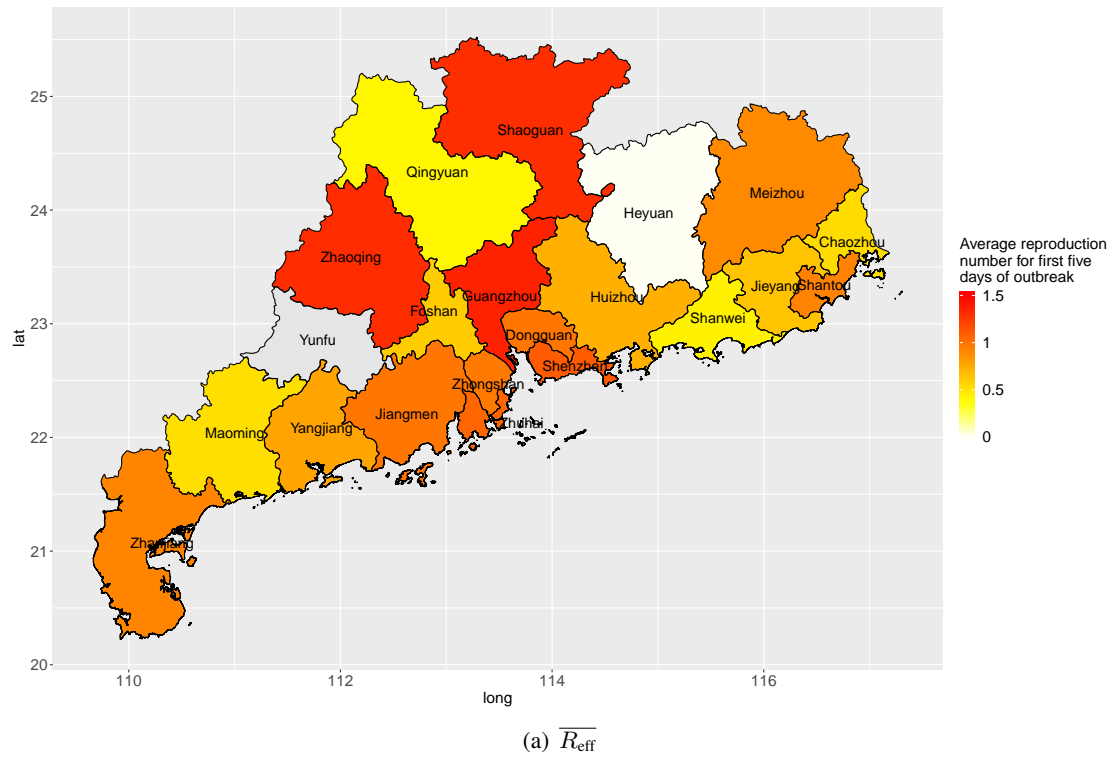 25
24
23
22
21
20
lat
Shaoguan
Qingyuan
Meizhou
Heyuan
Chaozhou
Zhaoqing
Jieyang
Shantou
Guangzhou
Huizhou
Foshan
Shanwei
Yunfu
Dongguan
Shenzhen
Zhongshan
Jiangmen
Zhuhai
Maoming
Yangjiang
Zhanjiang
Average reproduction
number for first five
days of outbreak
1.5
1
0.5
0
110
112
114
116
long
(a) R̅e̅f̅f̅